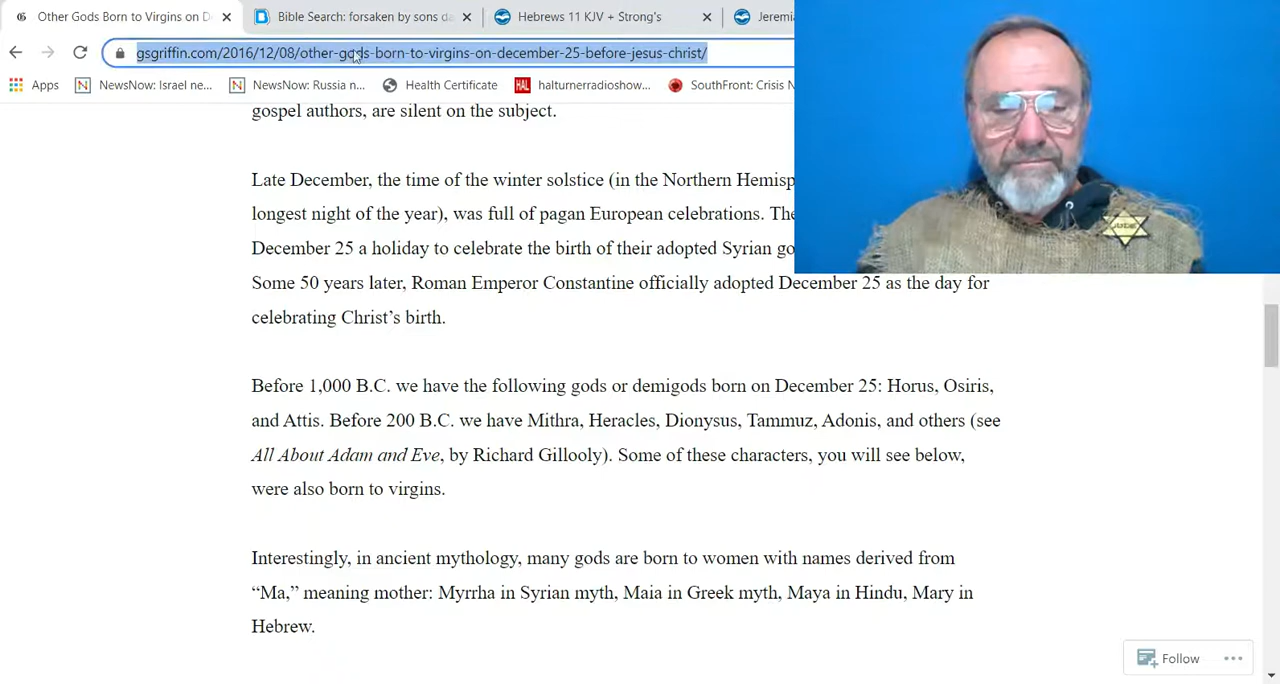 Other Gods Born to Virgins on D
Bible Search: forsaken by sons da
Hebrews 11 KJV + Strong's
Jeremia
gsgriffin.com/2016/12/08/other-gods-born-to-virgins-on-december-25-before-jesus-christ/
Apps
NewsNow: Israel ne...
NewsNow: Russia n...
Health Certificate
HAL
halturnerradioshow...
SouthFront: Crisis N
gospel authors, are silent on the subject.
Late December, the time of the winter solstice (in the Northern Hemisp
longest night of the year), was full of pagan European celebrations. The
December 25 a holiday to celebrate the birth of their adopted Syrian go
Some 50 years later, Roman Emperor Constantine officially adopted December 25 as the day for
celebrating Christ’s birth.
Before 1,000 B.C. we have the following gods or demigods born on December 25: Horus, Osiris,
and Attis. Before 200 B.C. we have Mithra, Heracles, Dionysus, Tammuz, Adonis, and others (see
All About Adam and Eve, by Richard Gillooly). Some of these characters, you will see below,
were also born to virgins.
Interestingly, in ancient mythology, many gods are born to women with names derived from
“Ma,” meaning mother: Myrrha in Syrian myth, Maia in Greek myth, Maya in Hindu, Mary in
Hebrew.
Follow